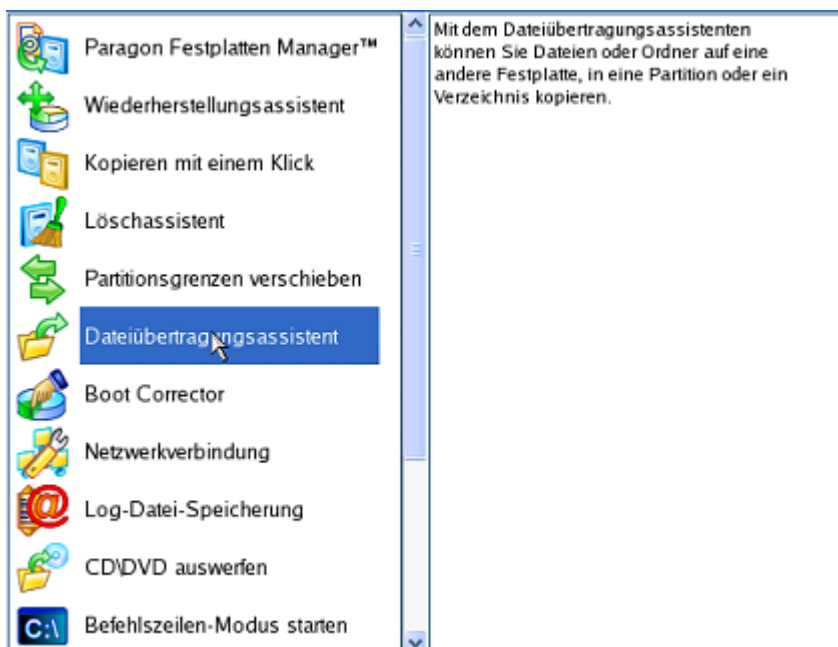 Paragon Festplatten Manager™
Wiederherstellungsassistent
Kopieren mit einem Klick
Löschassistent
Partitionsgrenzen verschieben
Dateiübertragungsassistent
Boot Corrector
Netzwerkverbindung
Log-Datei-Speicherung
CD\DVD auswerfen
C:\ Befehlszeilen-Modus starten
Mit dem Dateiübertragungsassistenten
können Sie Dateien oder Ordner auf eine
andere Festplatte, in eine Partition oder ein
Verzeichnis kopieren.